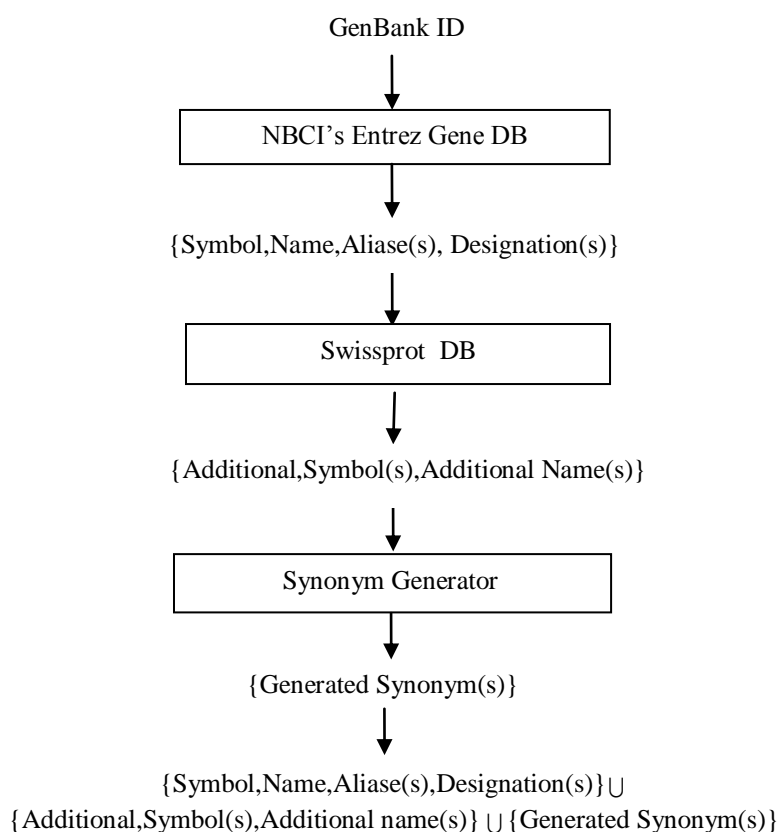 GenBank ID
NBCI's Entrez Gene DB
{Symbol,Name,Aliase(s), Designation(s)}
Swissprot DB
{Additional,Symbol(s),Additional Name(s)}
Synonym Generator
{Generated Synonym(s)}
{Symbol,Name,Aliase(s),Designation(s)}⋃
{Additional,Symbol(s),Additional name(s)} ⋃{Generated Synonym(s)}